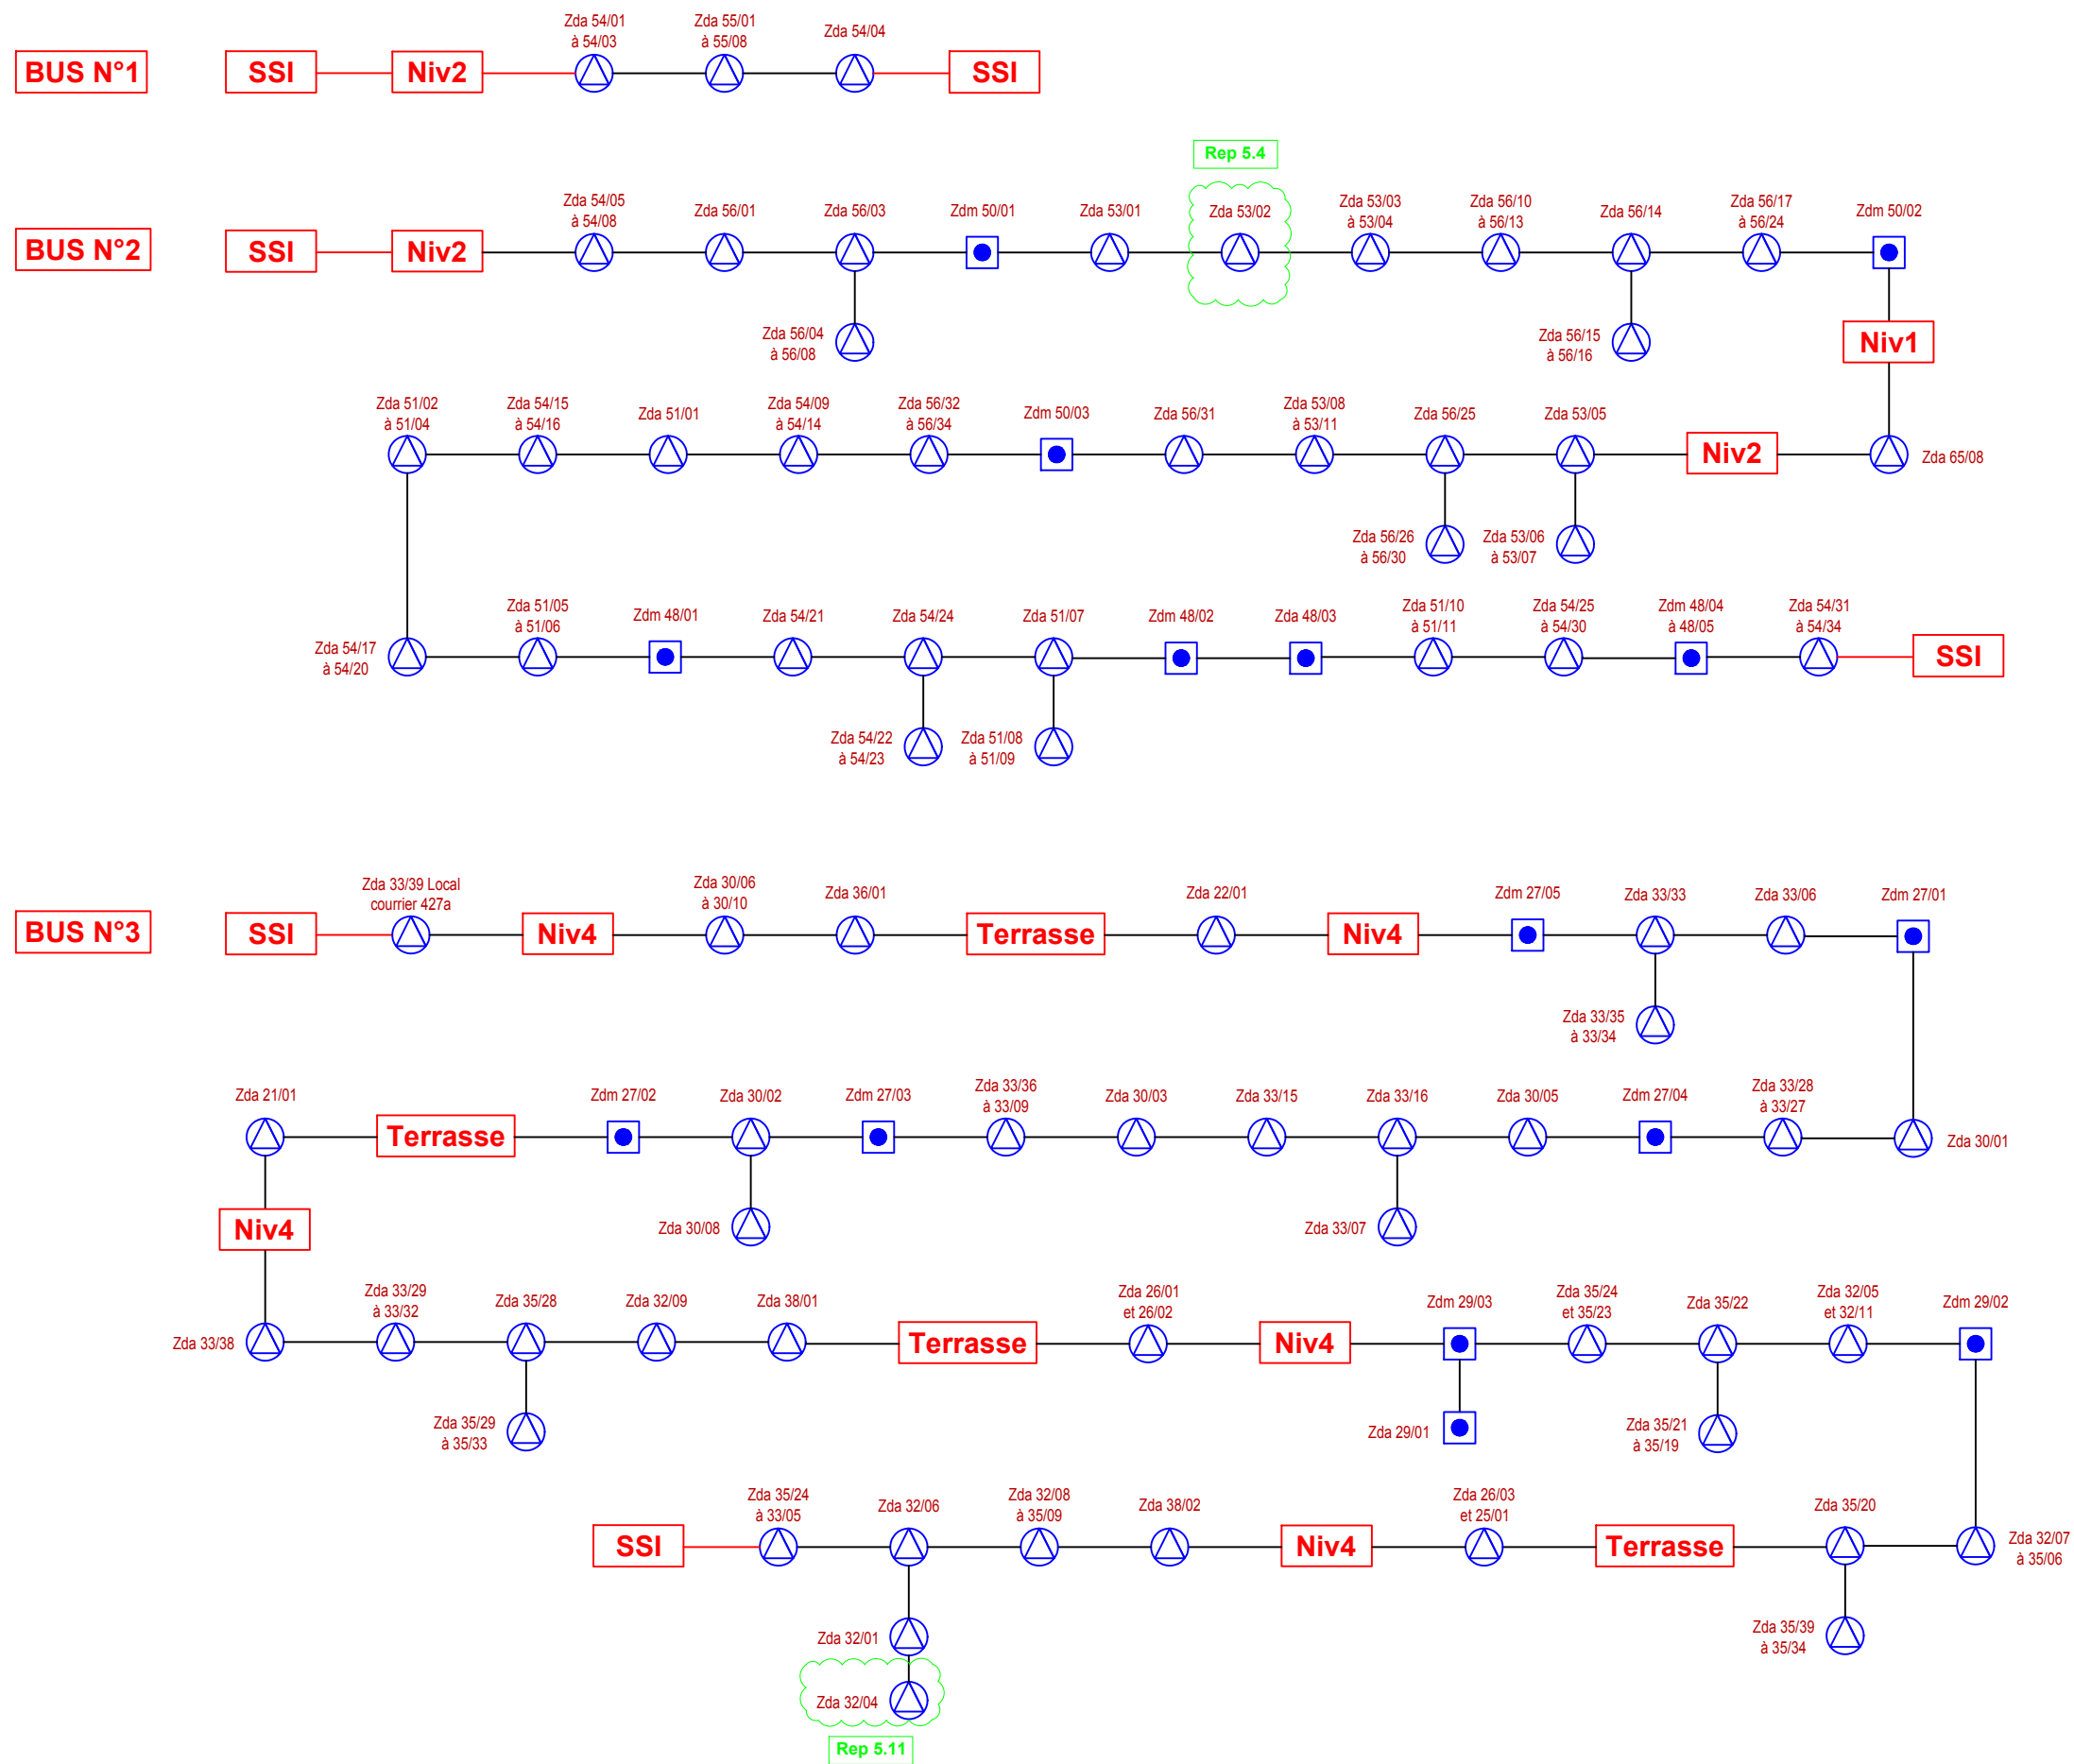 Zda 54/01
à 54/03
Zda 55/01
à 55/08
Zda 54/04
BUS N°1
SSI
Niv2
SSI
Rep 5.4
Zda 54/05
à 54/08
Zda 56/01
Zda 56/03
Zdm 50/01
Zda 53/01
Zda 53/02
Zda 53/03
à 53/04
Zda 56/10
à 56/13
Zda 56/14
Zda 56/17
à 56/24
Zdm 50/02
BUS N°2
SSI
Niv2
Zda 56/04
à 56/08
Zda 56/15
à 56/16
Niv1
Zda 51/02
à 51/04
Zda 54/15
à 54/16
Zda 51/01
Zda 54/09
à 54/14
Zda 56/32
à 56/34
Zdm 50/03
Zda 56/31
Zda 53/08
à 53/11
Zda 56/25
Zda 53/05
Niv2
Zda 65/08
Zda 56/26
à 56/30
Zda 53/06
à 53/07
Zda 54/17
à 54/20
Zda 51/05
à 51/06
Zdm 48/01
Zda 54/21
Zda 54/24
Zda 51/07
Zdm 48/02
Zda 48/03
Zda 51/10
à 51/11
Zda 54/25
à 54/30
Zdm 48/04
à 48/05
Zda 54/31
à 54/34
SSI
Zda 54/22
à 54/23
Zda 51/08
à 51/09
BUS N°3
SSI
Zda 33/39 Local
courrier 427a
Niv4
Zda 30/06
à 30/10
Zda 36/01
Terrasse
Zda 22/01
Niv4
Zdm 27/05
Zda 33/33
Zda 33/06
Zdm 27/01
Zda 33/35
à 33/34
Zda 21/01
Terrasse
Zdm 27/02
Zda 30/02
Zdm 27/03
Zda 33/36
à 33/09
Zda 30/03
Zda 33/15
Zda 33/16
Zda 30/05
Zdm 27/04
Zda 33/28
à 33/27
Zda 30/01
Niv4
Zda 30/08
Zda 33/07
Zda 33/38
Zda 33/29
à 33/32
Zda 35/28
Zda 32/09
Zda 38/01
Terrasse
Zda 26/01
et 26/02
Niv4
Zdm 29/03
Zda 35/24
et 35/23
Zda 35/22
Zda 32/05
et 32/11
Zdm 29/02
Zda 35/29
à 35/33
Zda 29/01
Zda 35/21
à 35/19
SSI
Zda 35/24
à 33/05
Zda 32/06
Zda 32/08
à 35/09
Zda 38/02
Niv4
Zda 26/03
et 25/01
Terrasse
Zda 35/20
Zda 32/07
à 35/06
Zda 32/01
Zda 35/39
à 35/34
Zda 32/04
Rep 5.11